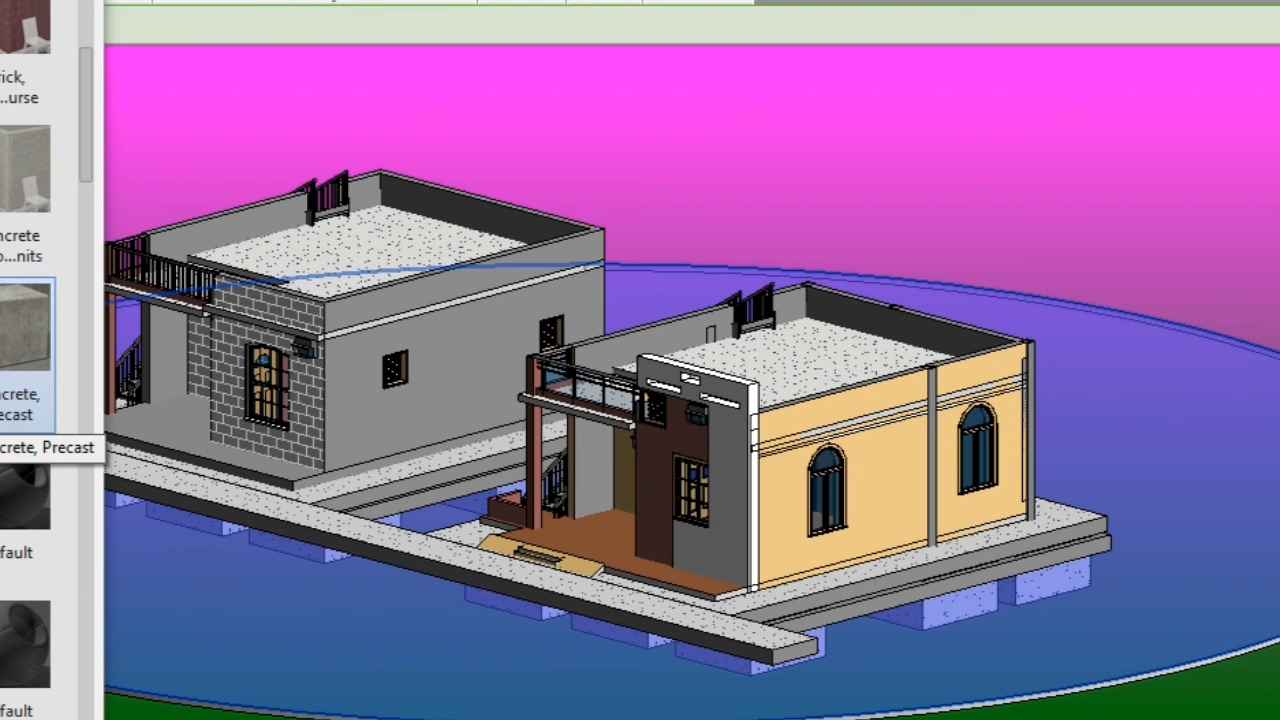 rick,
...urse
ncrete
o...nits
ncrete,
ecast
crete, Precast
fault
fault